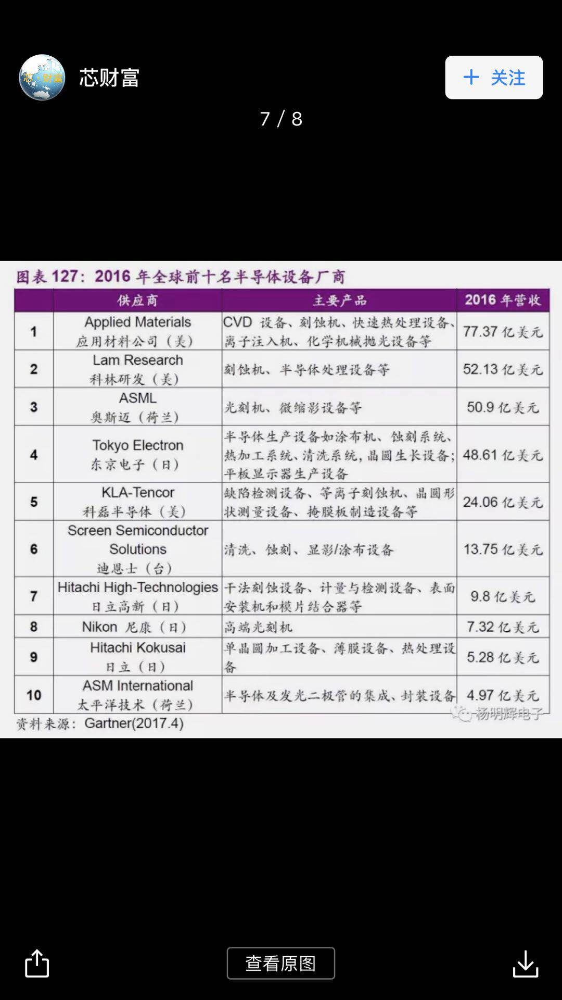 芯·财富
芯财富
+ 关注
7 / 8
图表 127：2016 年全球前十名半导体设备厂商
供应商 主要产品 2016 年营收
1
Applied Materials
应用材料公司（美）
CVD 设备、刻蚀机、快速热处理设备、
离子注入机、化学机械抛光设备等
77.37 亿美元
2
Lam Research
科林研发（美）
刻蚀机、半导体处理设备等
52.13 亿美元
3
ASML
奥斯迈（荷兰）
光刻机、微缩影设备等
50.9 亿美元
4
Tokyo Electron
东京电子（日）
半导体生产设备如涂布机、蚀刻系统、
热加工系统、清洗系统, 晶圆生长设备;
平板显示器生产设备
48.61 亿美元
5
KLA-Tencor
科磊半导体（美）
缺陷检测设备、等离子刻蚀机、晶圆形
状测量设备、掩膜板制造设备等
24.06 亿美元
6
Screen Semiconductor
Solutions
迪恩士（台）
清洗、蚀刻、显影/涂布设备
13.75 亿美元
7
Hitachi High-Technologies
日立高新（日）
干法刻蚀设备、计量与检测设备、表面
安装机和模片结合器等
9.8 亿美元
8
Nikon 尼康（日）
高端光刻机
7.32 亿美元
9
Hitachi Kokusai
日立（日）
单晶圆加工设备、薄膜设备、热处理设
备
5.28 亿美元
10
ASM International
太平洋技术（荷兰）
半导体及发光二极管的集成、封装设备
4.97 亿美元
杨明辉电子
资料来源：Gartner(2017.4)
查看原图